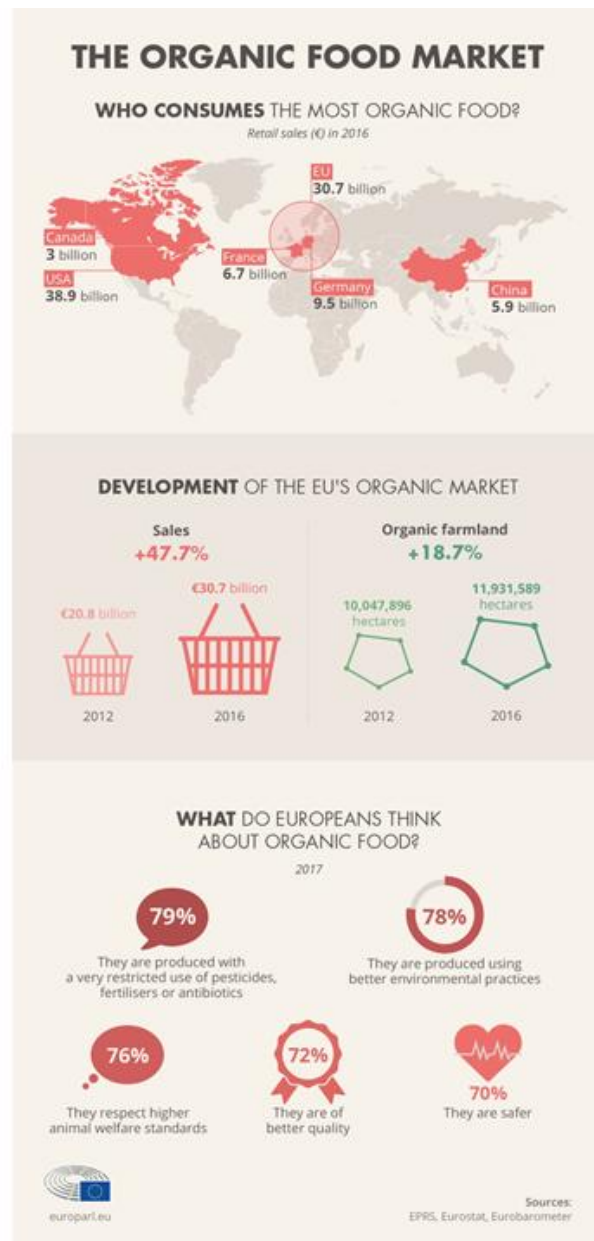 THE ORGANIC FOOD MARKET
WHO CONSUMES THE MOST ORGANIC FOOD?
Retail sales (€) in 2016
EU
30.7 billion
Canada
3 billion
USA
38.9 billion
France
6.7 billion
Germany
9.5 billion
China
5.9 billion
DEVELOPMENT OF THE EU'S ORGANIC MARKET
Sales
+47.7%
€20.8 billion
€30.7 billion
2012
2016
Organic farmland
+18.7%
10,047,896
hectares
11,931,589
hectares
2012
2016
WHAT DO EUROPEANS THINK
ABOUT ORGANIC FOOD?
2017
79%
They are produced with
a very restricted use of pesticides,
fertilisers or antibiotics
78%
They are produced using
better environmental practices
76%
They respect higher
animal welfare standards
72%
They are of
better quality
70%
They are safer
europarl.eu
Sources:
EPRS, Eurostat, Eurobarometer